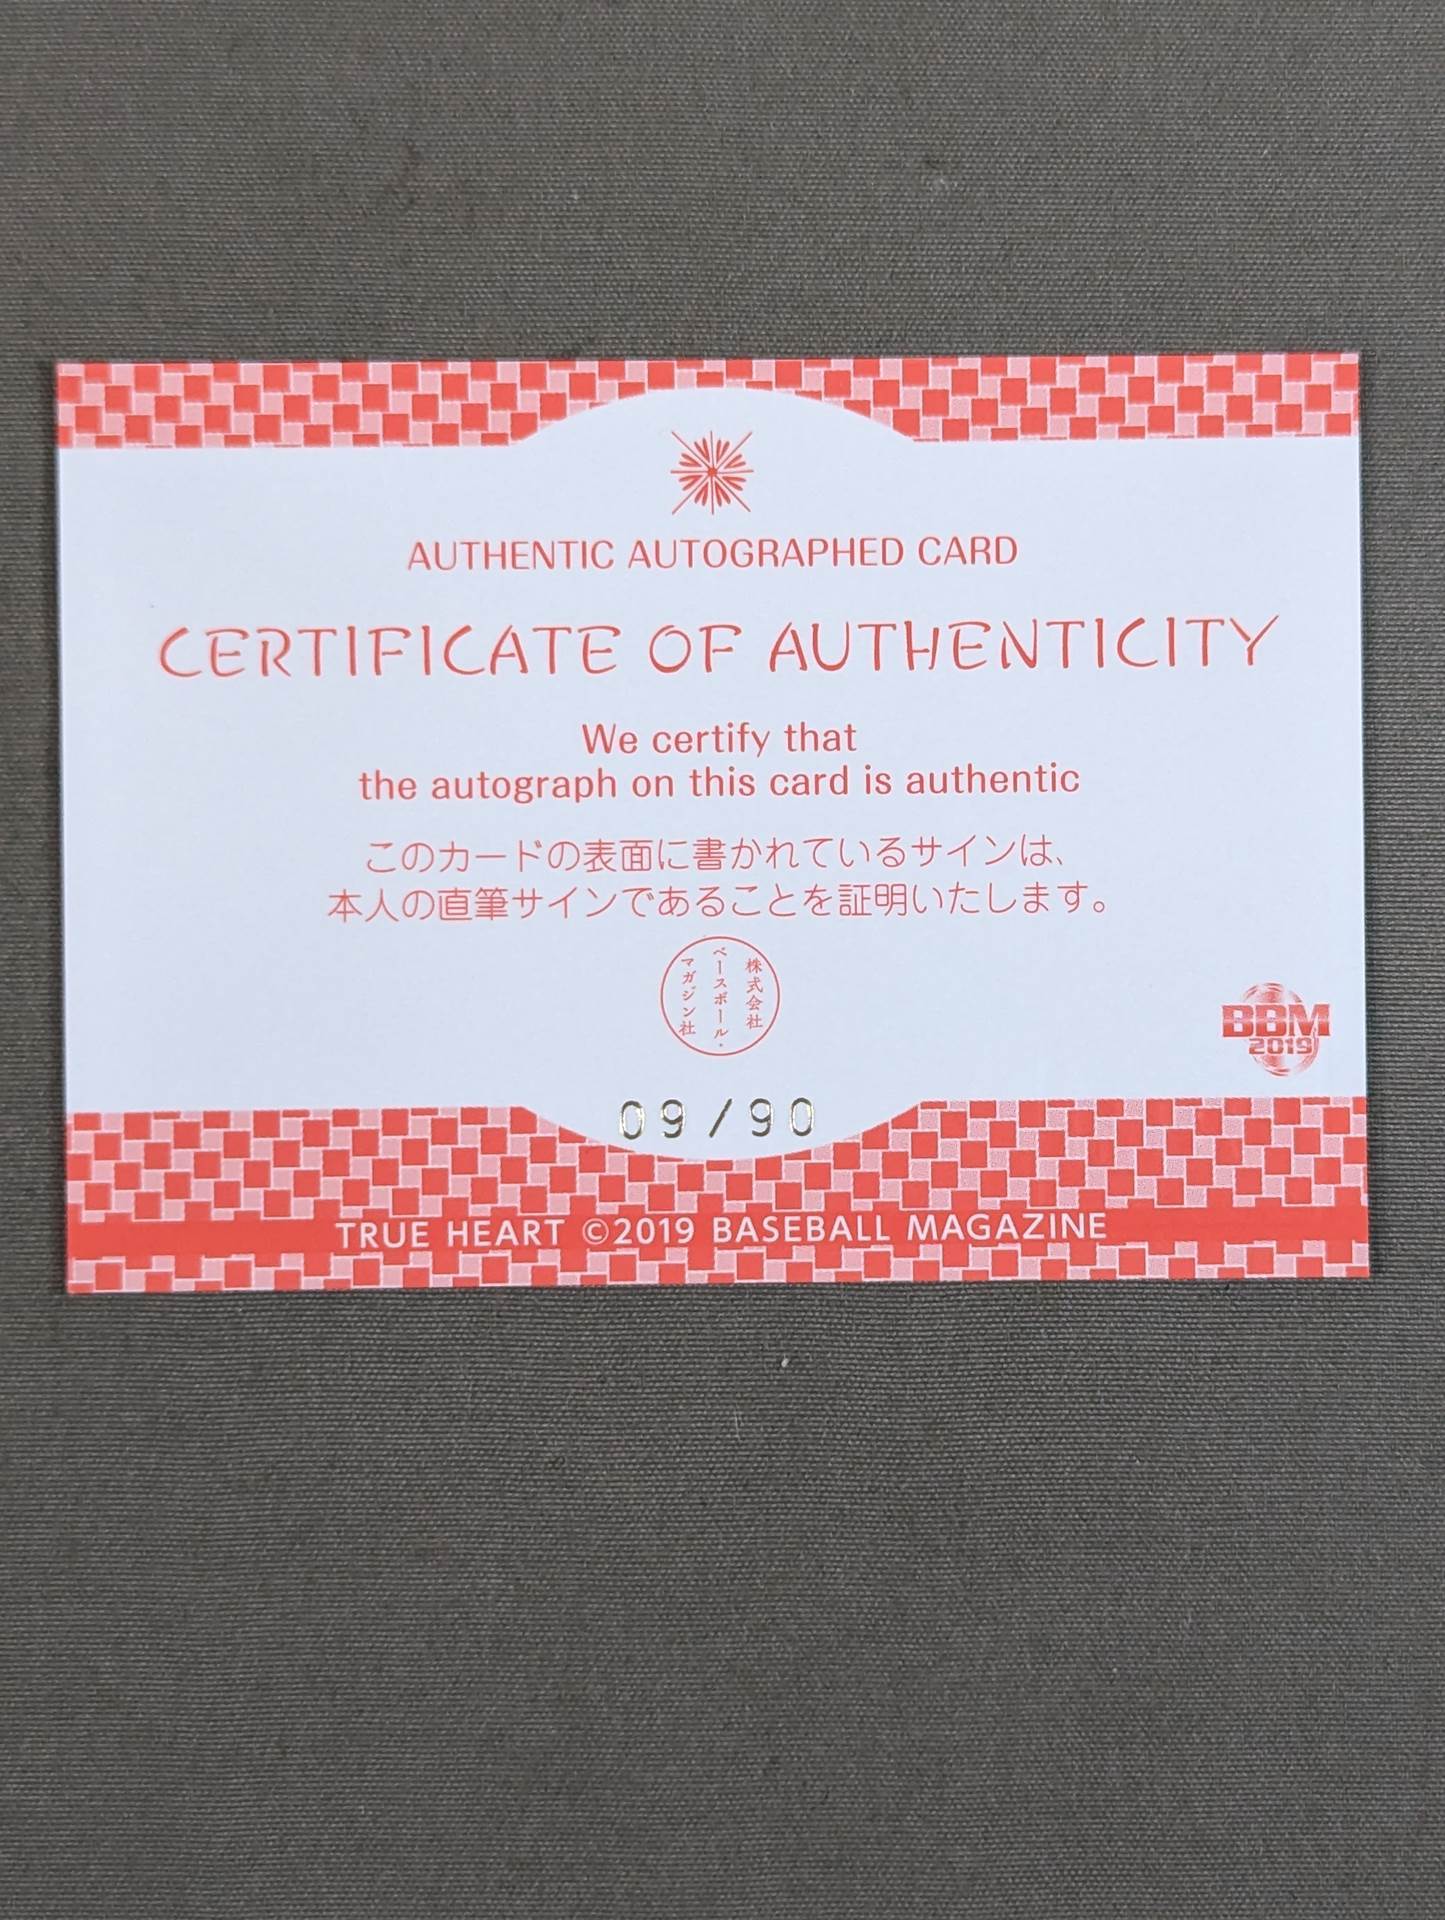 AUTHENTIC AUTOGRAPHED CARD
CERTIFICATE OF AUTHENTICITY
We certify that
the autograph on this card is authentic
このカードの表面に書かれているサインは、
本人の直筆サインであることを証明いたします。
株式会社
ベースボール・
マガジン社
BBM
2019
09/90
TRUE HEART ©2019 BASEBALL MAGAZINE